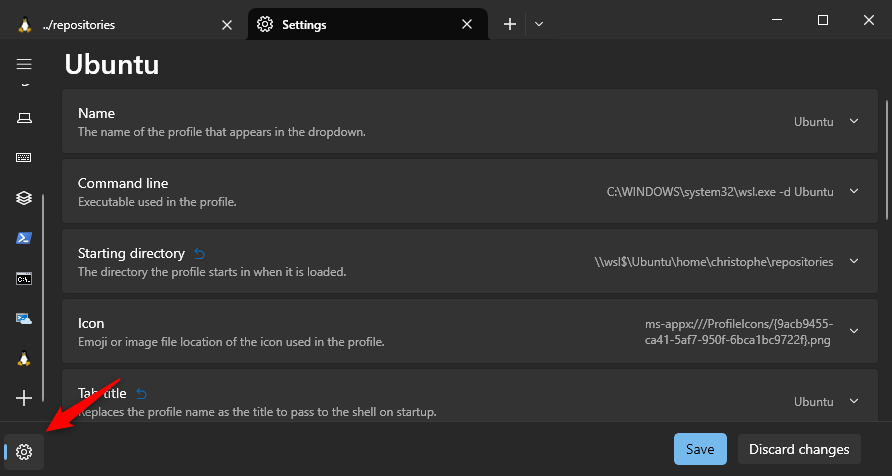 ../repositories
Settings
Ubuntu
Name
The name of the profile that appears in the dropdown.
Ubuntu
Command line
Executable used in the profile.
C:\WINDOWS\system32\wsl.exe -d Ubuntu
Starting directory
The directory the profile starts in when it is loaded.
\\wsl$\Ubuntu\home\christophe\repositories
Icon
Emoji or image file location of the icon used in the profile.
ms-appx:///ProfileIcons/{9acb9455-
ca41-5af7-950f-6bca1bc9722f}.png
Tab title
Replaces the profile name as the title to pass to the shell on startup.
Ubuntu
Save
Discard changes